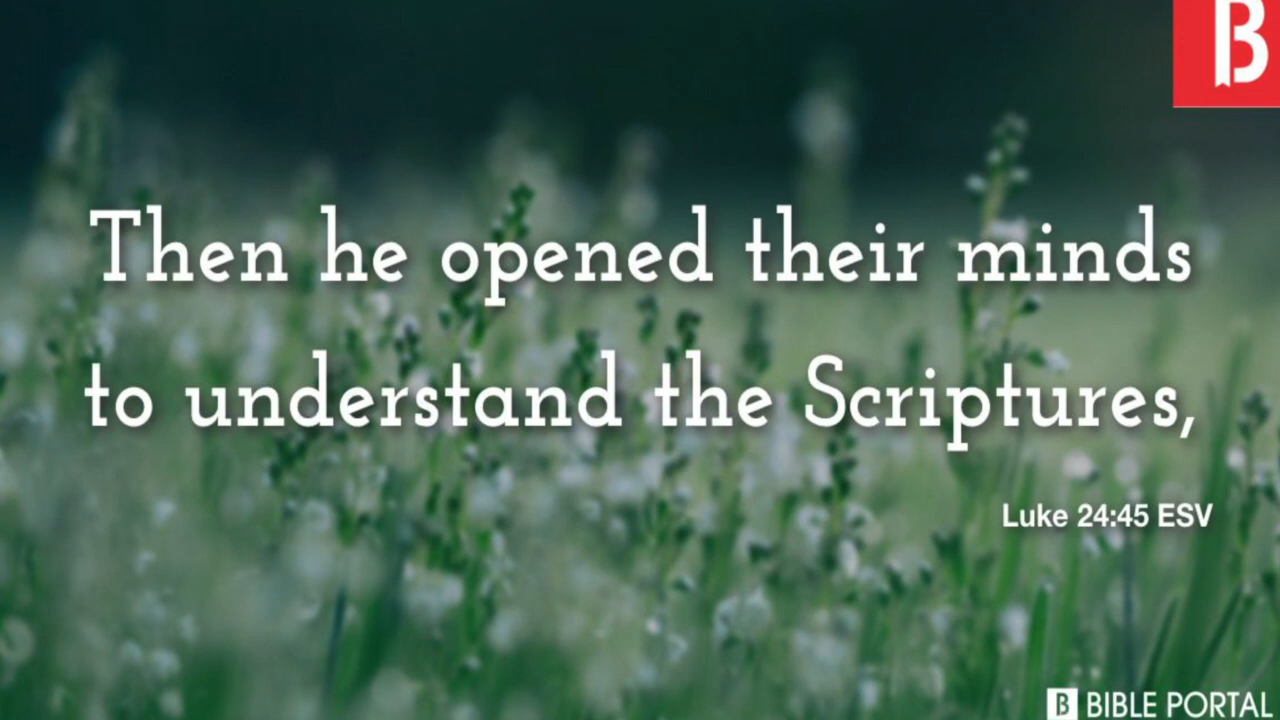 B
Then he opened their minds
to understand the Scriptures,
Luke 24:45 ESV
B BIBLE PORTAL